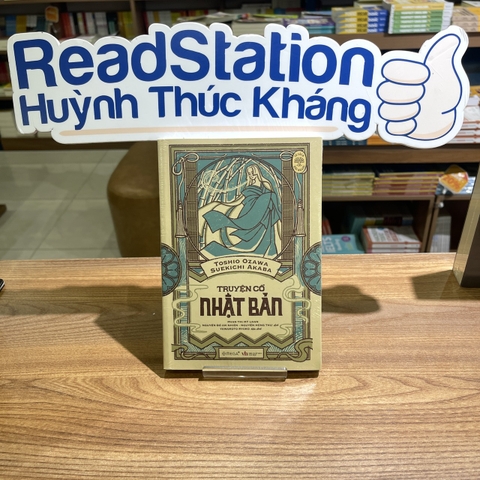 ReadStation
Huỳnh Thúc Kháng
TOSHIO OZAWA
SUEKICHI AKABA
TRUYỆN CỔ
NHẬT BẢN